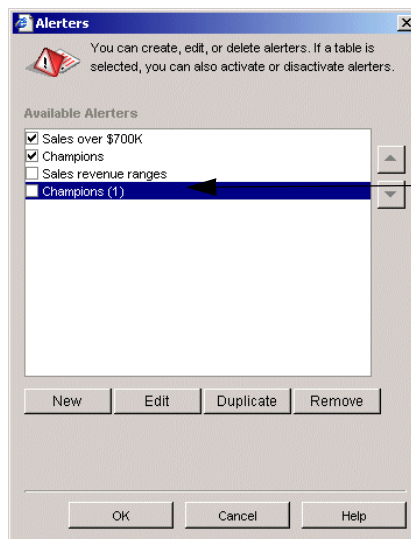 Alerters
You can create, edit, or delete alerters. If a table is
selected, you can also activate or disactivate alerters.
Available Alerters
Sales over $700K
Champions
Sales revenue ranges
Champions (1)
New Edit Duplicate Remove
OK Cancel Help